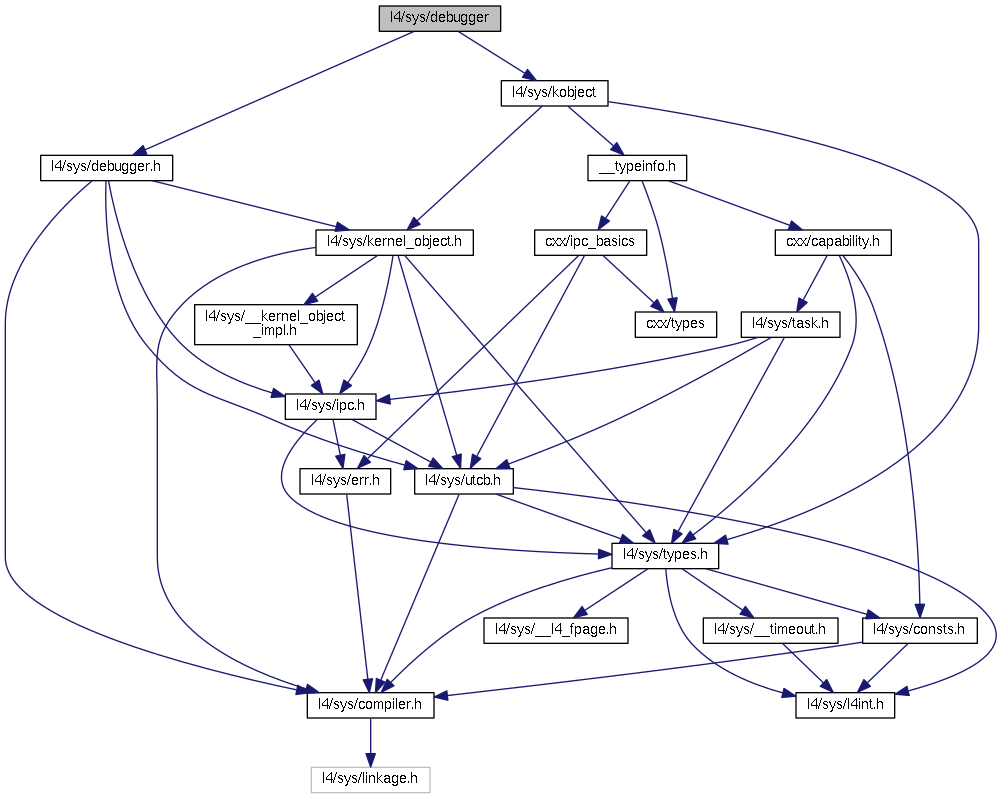 l4/sys/debugger
l4/sys/kobject
l4/sys/debugger.h
__typeinfo.h
l4/sys/kernel_object.h
cxx/ipc_basics
cxx/capability.h
l4/sys/__kernel_object
_impl.h
cxx/types
l4/sys/task.h
l4/sys/ipc.h
l4/sys/err.h
l4/sys/utcb.h
l4/sys/types.h
l4/sys/__l4_fpage.h
l4/sys/__timeout.h
l4/sys/consts.h
l4/sys/compiler.h
l4/sys/l4int.h
l4/sys/linkage.h